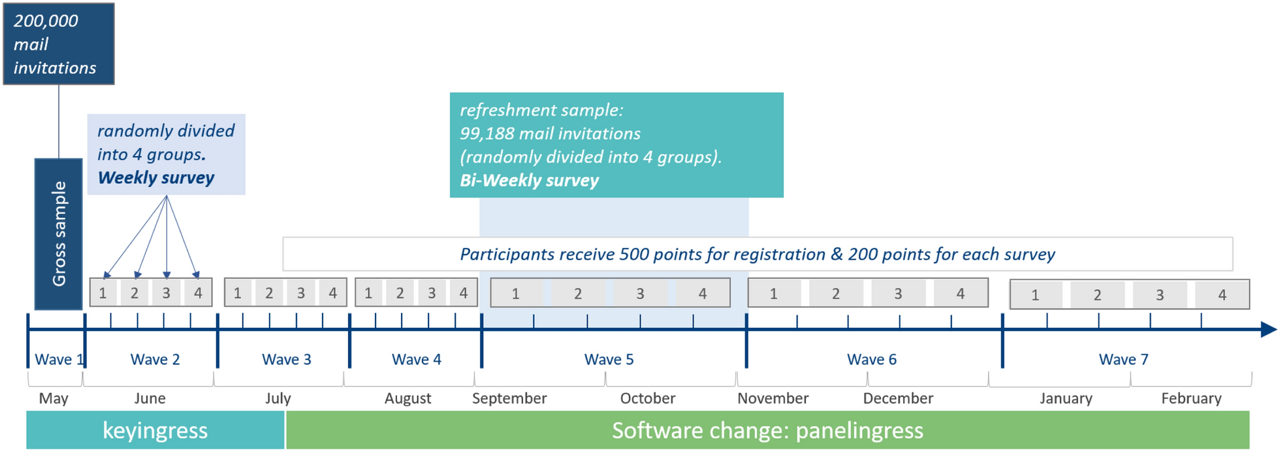 200,000
mail
invitations
randomly divided
into 4 groups.
Weekly survey
refreshment sample:
99,188 mail invitations
(randomly divided into 4 groups).
Bi-Weekly survey
Gross sample
Participants receive 500 points for registration & 200 points for each survey
1 2 3 4 1 2 3 4 1 2 3 4 1 2 3 4 1 2 3 4 1 2 3 4
Wave 1 Wave 2 Wave 3 Wave 4 Wave 5 Wave 6 Wave 7
May June July August September October November December January February
keyingress Software change: panelingress